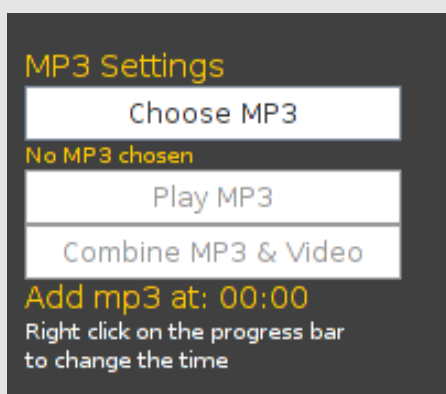 MP3 Settings
Choose MP3
No MP3 chosen
Play MP3
Combine MP3 & Video
Add mp3 at: 00:00
Right click on the progress bar
to change the time